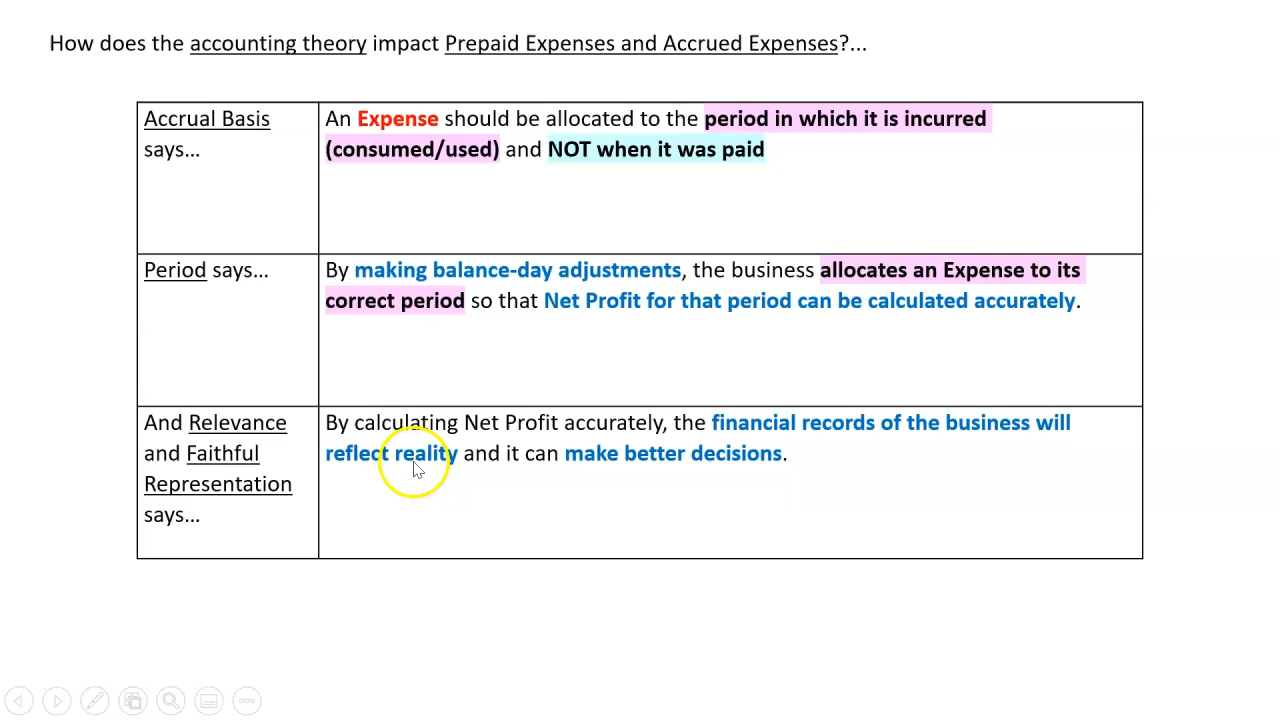 How does the accounting theory impact Prepaid Expenses and Accrued Expenses?...
Accrual Basis
says...
An Expense should be allocated to the period in which it is incurred
(consumed/used) and NOT when it was paid
Period says...
By making balance-day adjustments, the business allocates an Expense to its
correct period so that Net Profit for that period can be calculated accurately.
And Relevance
and Faithful
Representation
says...
By calculating Net Profit accurately, the financial records of the business will
reflect reality and it can make better decisions.